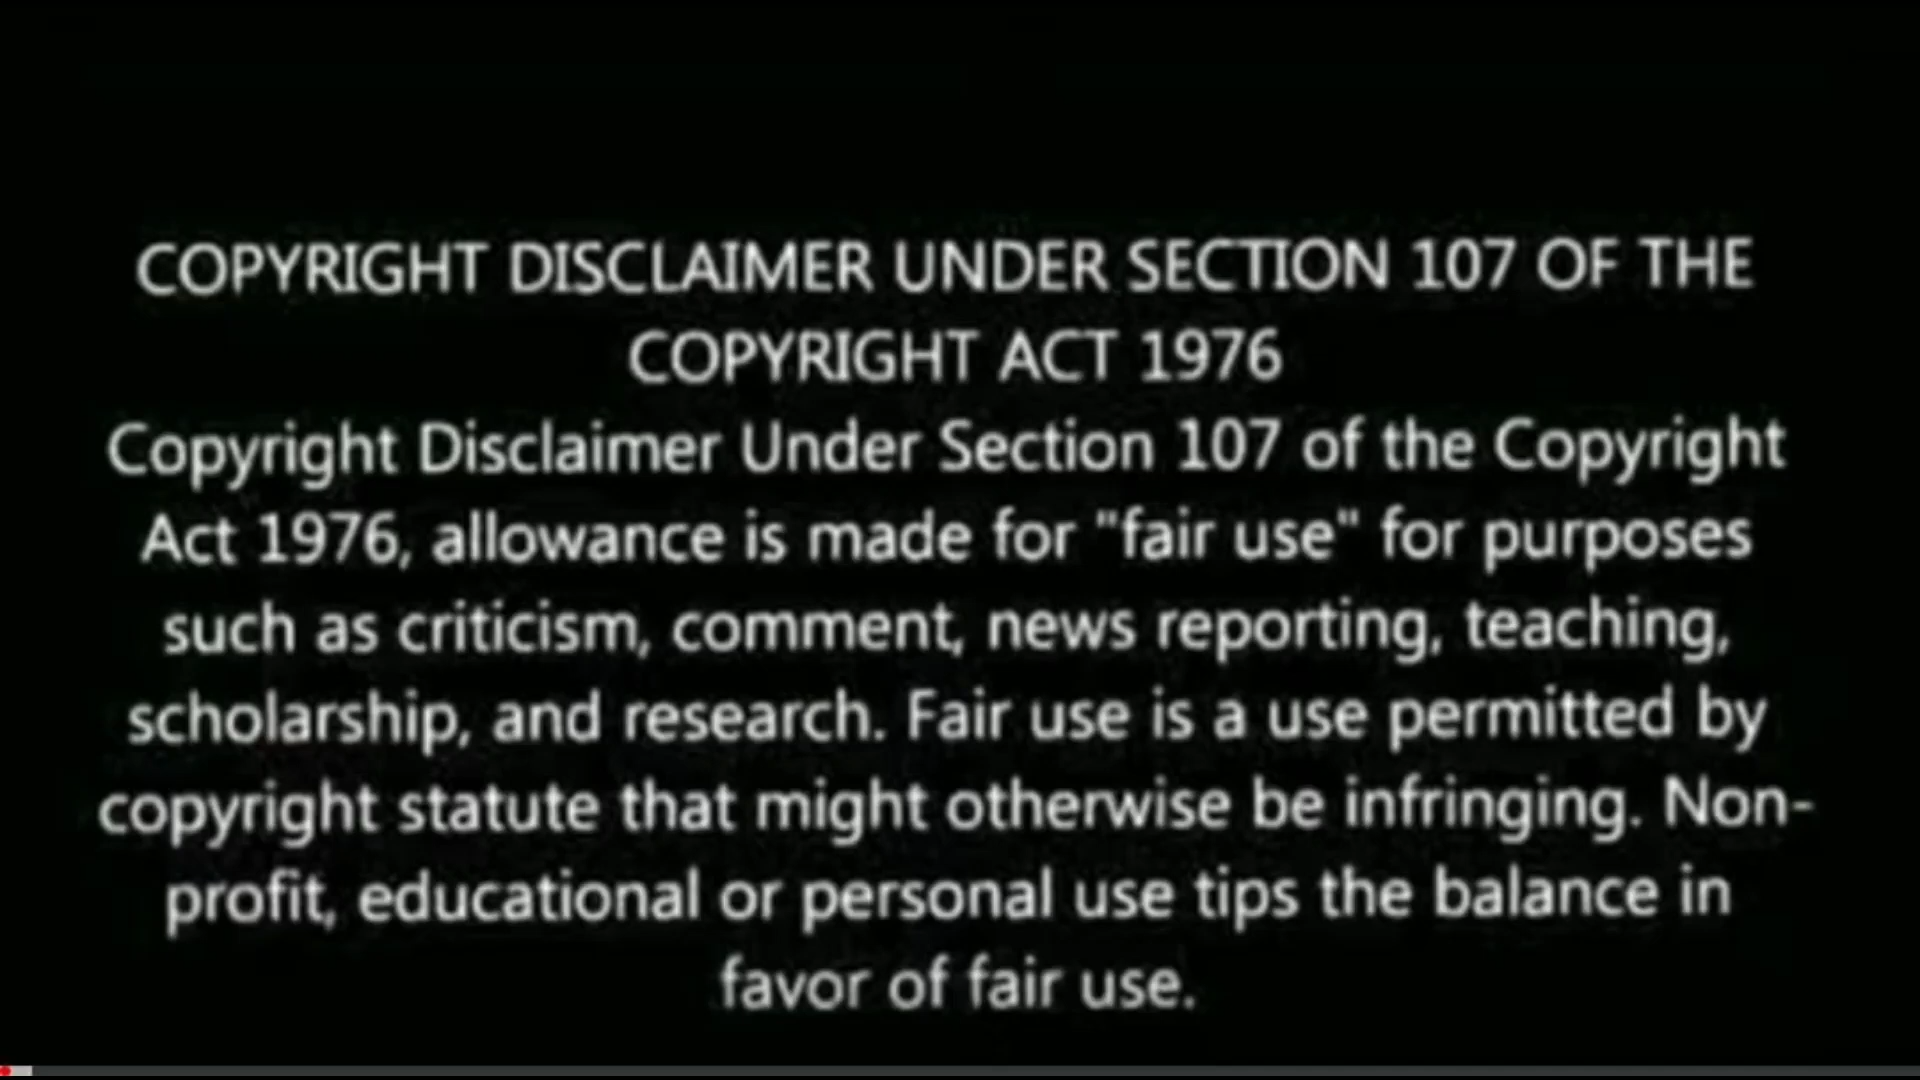 COPYRIGHT DISCLAIMER UNDER SECTION 107 OF THE
COPYRIGHT ACT 1976
Copyright Disclaimer Under Section 107 of the Copyright
Act 1976, allowance is made for "fair use" for purposes
such as criticism, comment, news reporting, teaching,
scholarship, and research. Fair use is a use permitted by
copyright statute that might otherwise be infringing. Non-
profit, educational or personal use tips the balance in
favor of fair use.